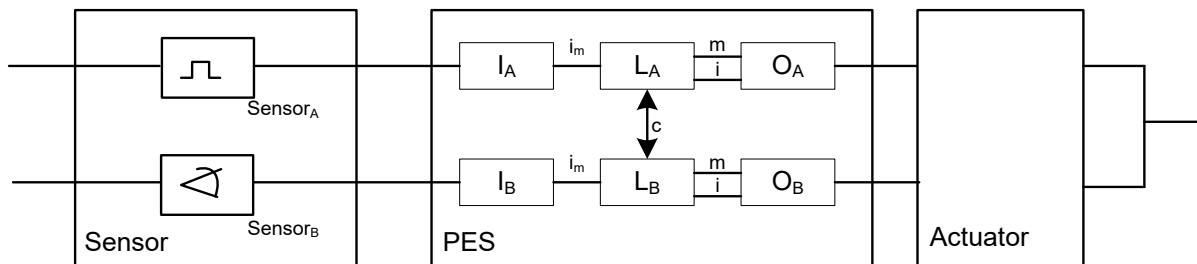 Sensor_A
Sensor_B
Sensor
I_A
i_m
L_A
m
i
O_A
c
I_B
i_m
L_B
m
i
O_B
PES
Actuator